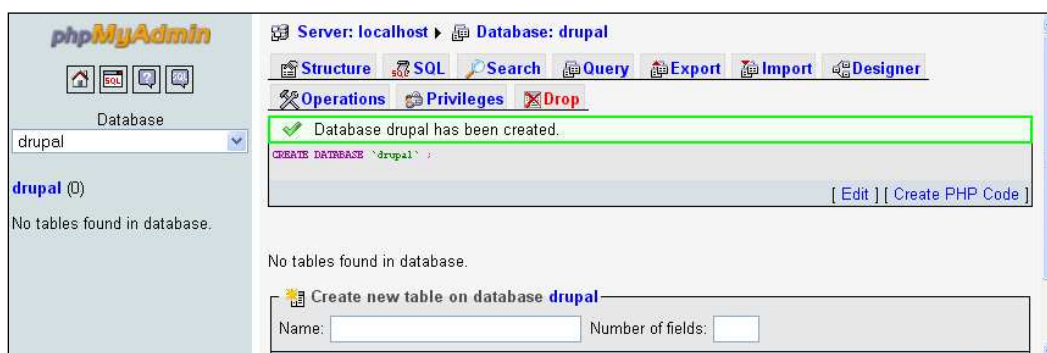 phpMyAdmin
SQL
SQL
Database
drupal
drupal (0)
No tables found in database.
Server: localhost Database: drupal
Structure SQL Search Query Export Import Designer
Operations Privileges Drop
Database drupal has been created.
CREATE DATABASE `drupal` ;
[ Edit ] [ Create PHP Code ]
No tables found in database.
Create new table on database drupal
Name: Number of fields: